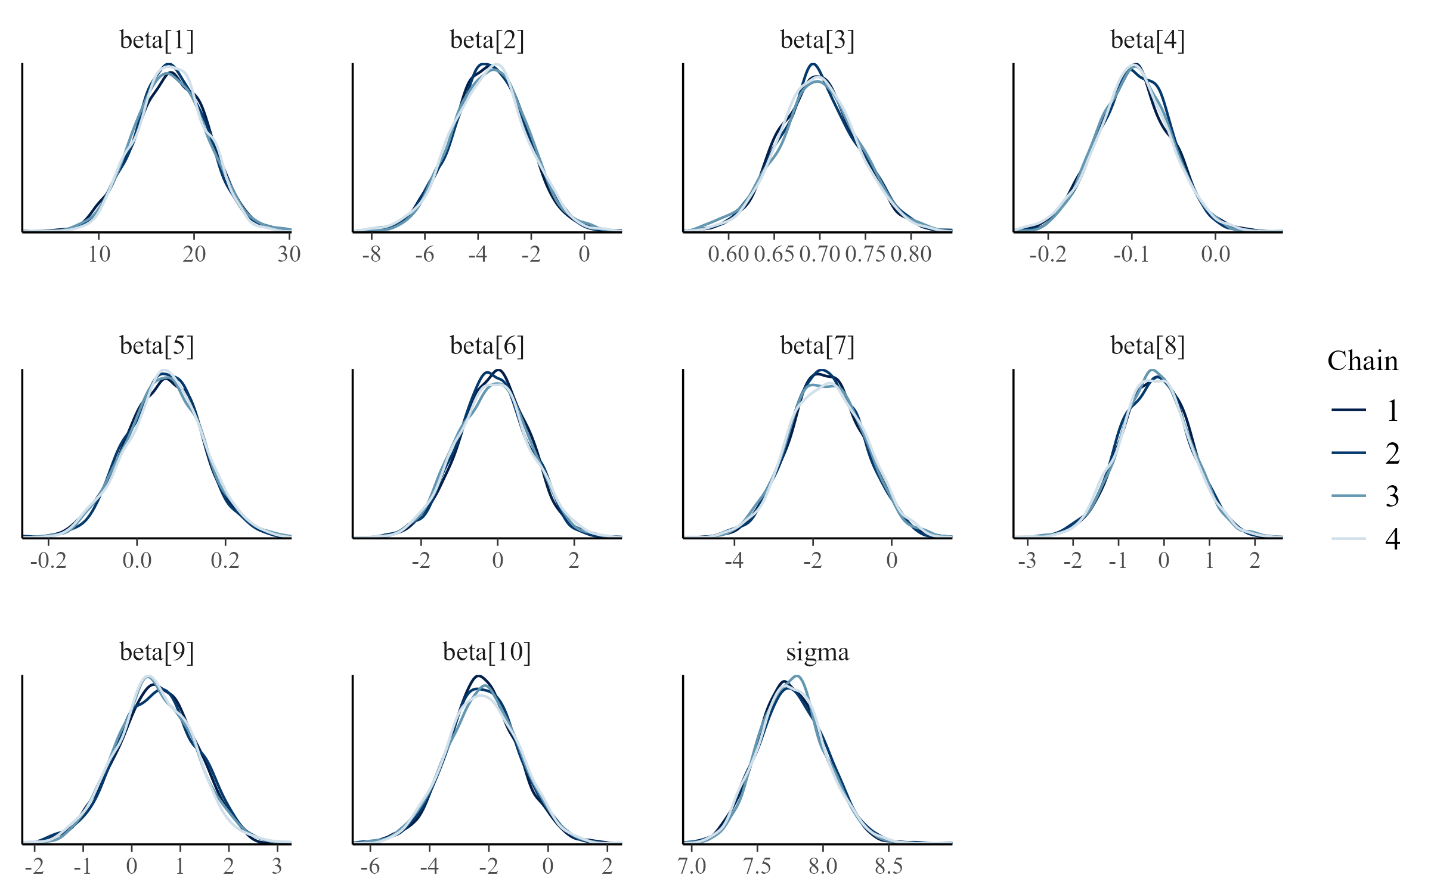 beta[1] beta[2] beta[3] beta[4]
10 20 30 -8 -6 -4 -2 0 0.60 0.65 0.70 0.75 0.80 -0.2 -0.1 0.0
beta[5] beta[6] beta[7] beta[8]
-0.2 0.0 0.2 -2 0 2 -4 -2 0 -3 -2 -1 0 1 2
Chain
1
2
3
4
beta[9] beta[10] sigma
-2 -1 0 1 2 3 -6 -4 -2 0 2 7.0 7.5 8.0 8.5